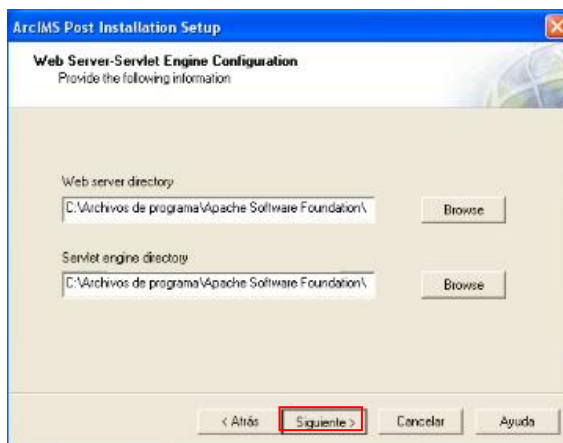 ArcIMS Post Installation Setup
Web Server-Servlet Engine Configuration
Provide the following information
Web server directory
C:\Archivos de programa\Apache Software Foundation\
Browse
Servlet engine directory
C:\Archivos de programa\Apache Software Foundation\
Browse
< Atrás Siguiente > Cancelar Ayuda